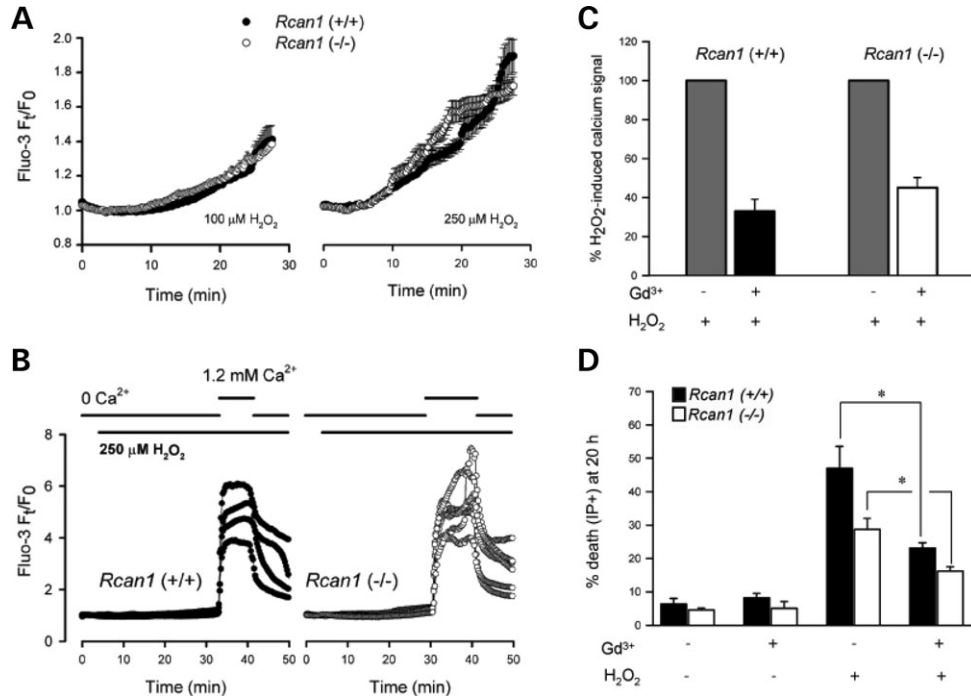 A
Rcan1 (+/+)
Rcan1 (-/-)
Fluo-3 Ft/F0
2.0
1.8
1.6
1.4
1.2
1.0
0.8
100 µM H2O2
250 µM H2O2
0 10 20 30
0 10 20 30
Time (min)
Time (min)
B
1.2 mM Ca2+
0 Ca2+
250 µM H2O2
Fluo-3 Ft/F0
8
6
4
2
0
Rcan1 (+/+)
Rcan1 (-/-)
0 10 20 30 40 50
0 10 20 30 40 50
Time (min)
Time (min)
C
% H2O2-induced calcium signal
Rcan1 (+/+)
Rcan1 (-/-)
120
100
80
60
40
20
0
Gd3+ - + - +
H2O2 + + + +
D
Rcan1 (+/+)
Rcan1 (-/-)
% death (IP+) at 20 h
70
60
50
40
30
20
10
0
*
*
Gd3+ - + - +
H2O2 - - + +